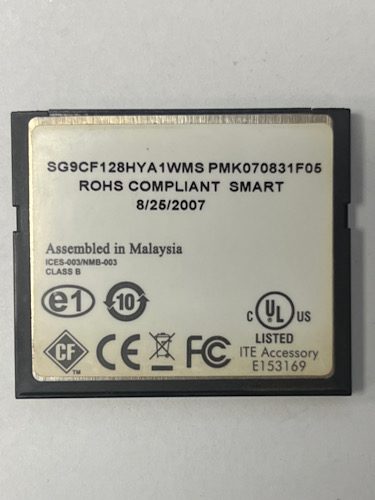 SG9CF128HYA1WMS PMK070831F05
ROHS COMPLIANT SMART
8/25/2007
Assembled in Malaysia
ICES-003/NMB-003
CLASS B
e1
10
C UL US
LISTED
CF TM CE FC
ITE Accessory
E153169